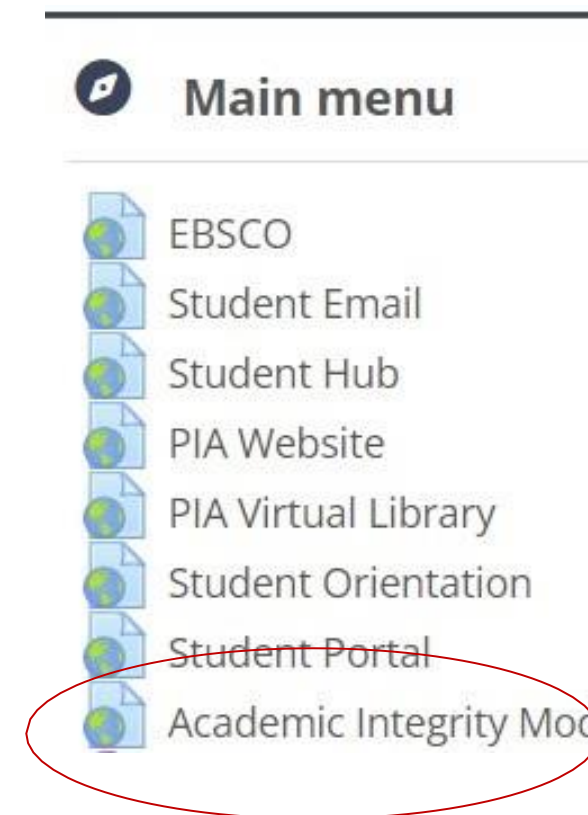 Main menu
EBSCO
Student Email
Student Hub
PIA Website
PIA Virtual Library
Student Orientation
Student Portal
Academic Integrity